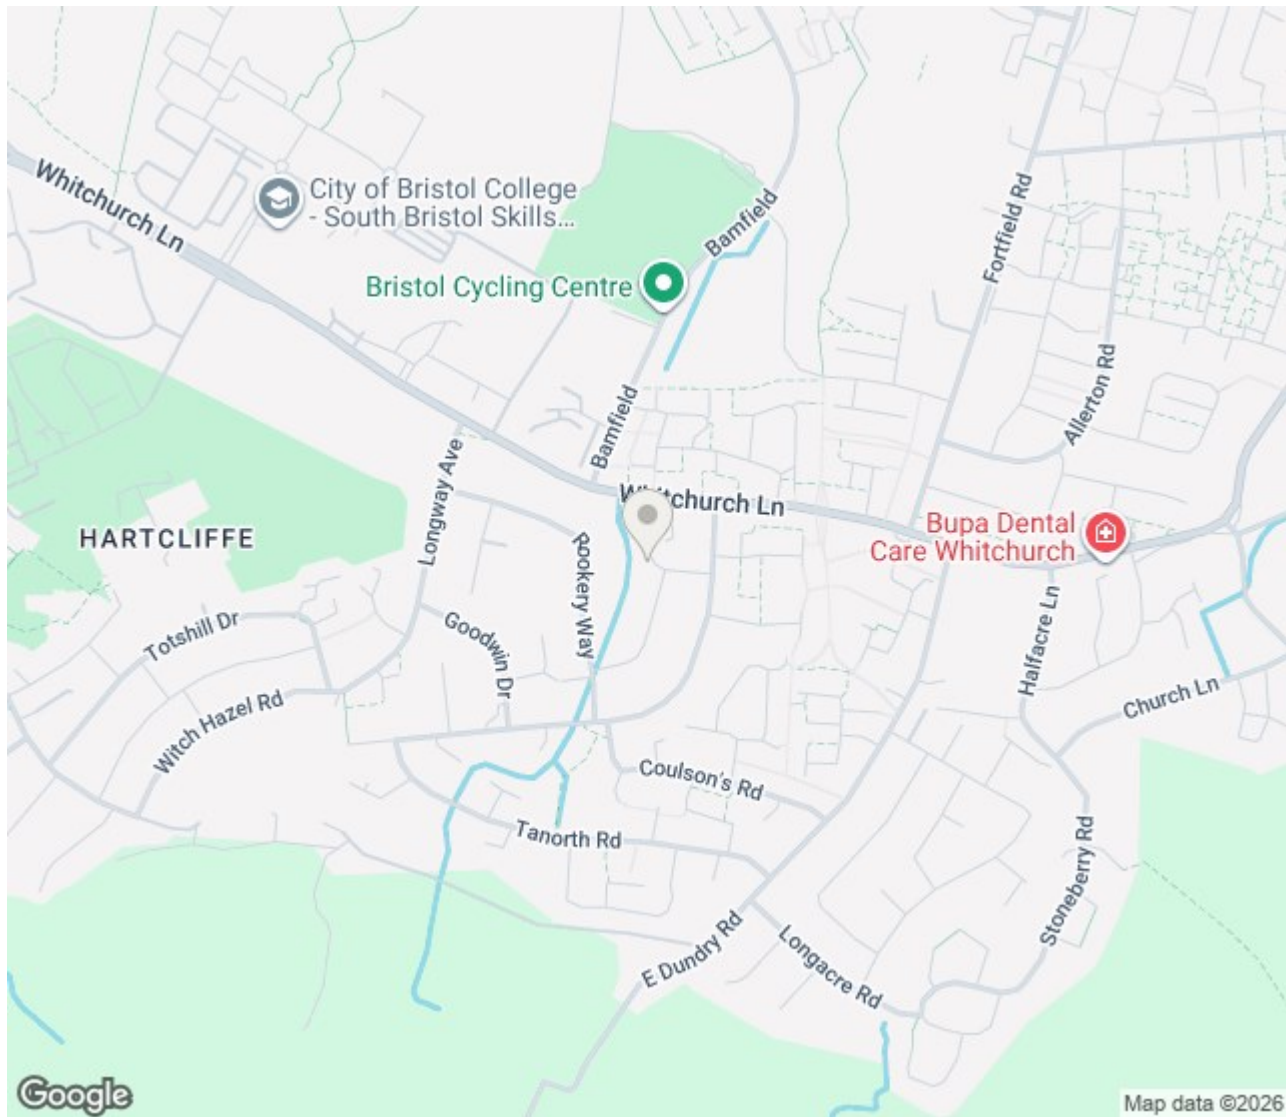 Whitchurch Ln
City of Bristol College
- South Bristol Skills...
Bamfield
Fortfield Rd
Bristol Cycling Centre
Allerton Rd
Bamfield
Longway Ave
Whitchurch Ln
HARTCLIFFE
Rookery Way
Bupa Dental
Care Whitchurch
Totshill Dr
Goodwin Dr
Halfacre Ln
Witch Hazel Rd
Church Ln
Coulson's Rd
Tanorth Rd
Stoneberry Rd
E Dundry Rd
Longacre Rd
Google
Map data ©2026